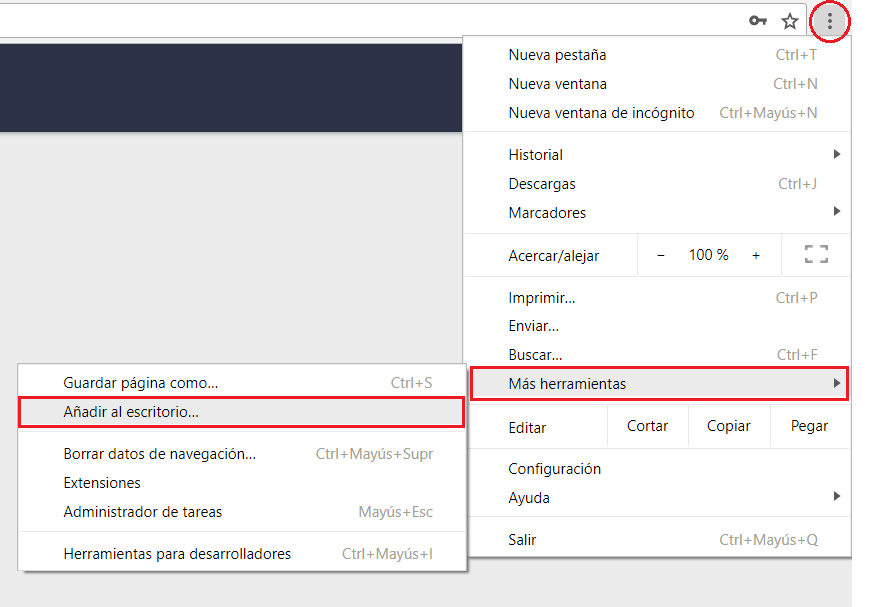 Nueva pestaña Ctrl+T
Nueva ventana Ctrl+N
Nueva ventana de incógnito Ctrl+Mayús+N
Historial
Descargas Ctrl+J
Marcadores
Acercar/alejar − 100 % +
Imprimir... Ctrl+P
Enviar...
Buscar... Ctrl+F
Más herramientas
Editar Cortar Copiar Pegar
Configuración
Ayuda
Salir Ctrl+Mayús+Q
Guardar página como... Ctrl+S
Añadir al escritorio...
Borrar datos de navegación... Ctrl+Mayús+Supr
Extensiones
Administrador de tareas Mayús+Esc
Herramientas para desarrolladores Ctrl+Mayús+I